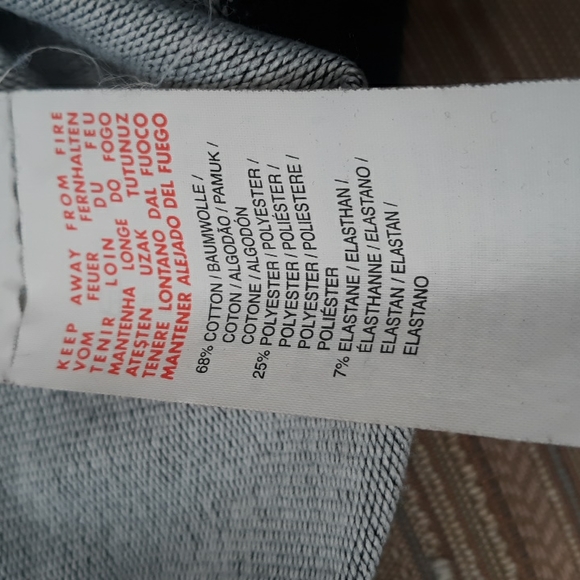 KEEP AWAY FROM FIRE
VOM FEUER FERNHALTEN
TENIR LOIN DU FEU
MANTENHA LONGE DO FOGO
ATEŞTEN UZAK TUTUNUZ
TENERE LONTANO DAL FUOCO
MANTENER ALEJADO DEL FUEGO
68% COTTON / BAUMWOLLE /
COTON / ALGODÃO / PAMUK /
COTONE / ALGODÓN
25% POLYESTER / POLYESTER /
POLYESTER / POLIÉSTER /
POLYESTER / POLIESTERE /
POLIÉSTER
7% ELASTANE / ELASTHAN /
ÉLASTHANNE / ELASTANO /
ELASTAN / ELASTAN /
ELASTANO